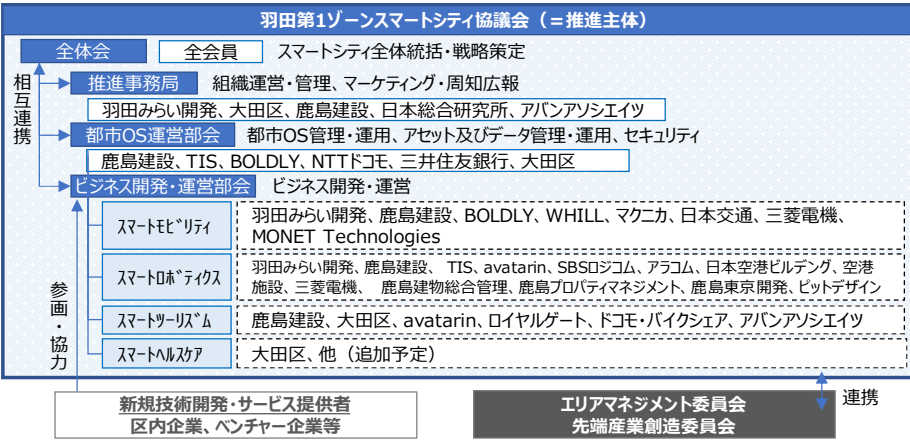 羽田第1ゾーンスマートシティ協議会（＝推進主体）
全体会 全会員 スマートシティ全体統括・戦略策定
相互連携
推進事務局 組織運営・管理、マーケティング・周知広報
羽田みらい開発、大田区、鹿島建設、日本総合研究所、アバンアソシエイツ
都市OS運営部会 都市OS管理・運用、アセット及びデータ管理・運用、セキュリティ
鹿島建設、TIS、BOLDLY、NTTドコモ、三井住友銀行、大田区
ビジネス開発・運営部会 ビジネス開発・運営
スマートモビリティ
羽田みらい開発、鹿島建設、BOLDLY、WHILL、マクニカ、日本交通、三菱電機、
MONET Technologies
スマートロボティクス
羽田みらい開発、鹿島建設、 TIS、avatarin、SBSロジコム、アラコム、日本空港ビルデング、空港
施設、三菱電機、 鹿島建物総合管理、鹿島プロパティマネジメント、鹿島東京開発、ピットデザイン
スマートツーリズム
鹿島建設、大田区、avatarin、ロイヤルゲート、ドコモ・バイクシェア、アバンアソシエイツ
スマートヘルスケア
大田区、他（追加予定）
参画・協力
新規技術開発・サービス提供者
区内企業、ベンチャー企業等
エリアマネジメント委員会
先端産業創造委員会
連携